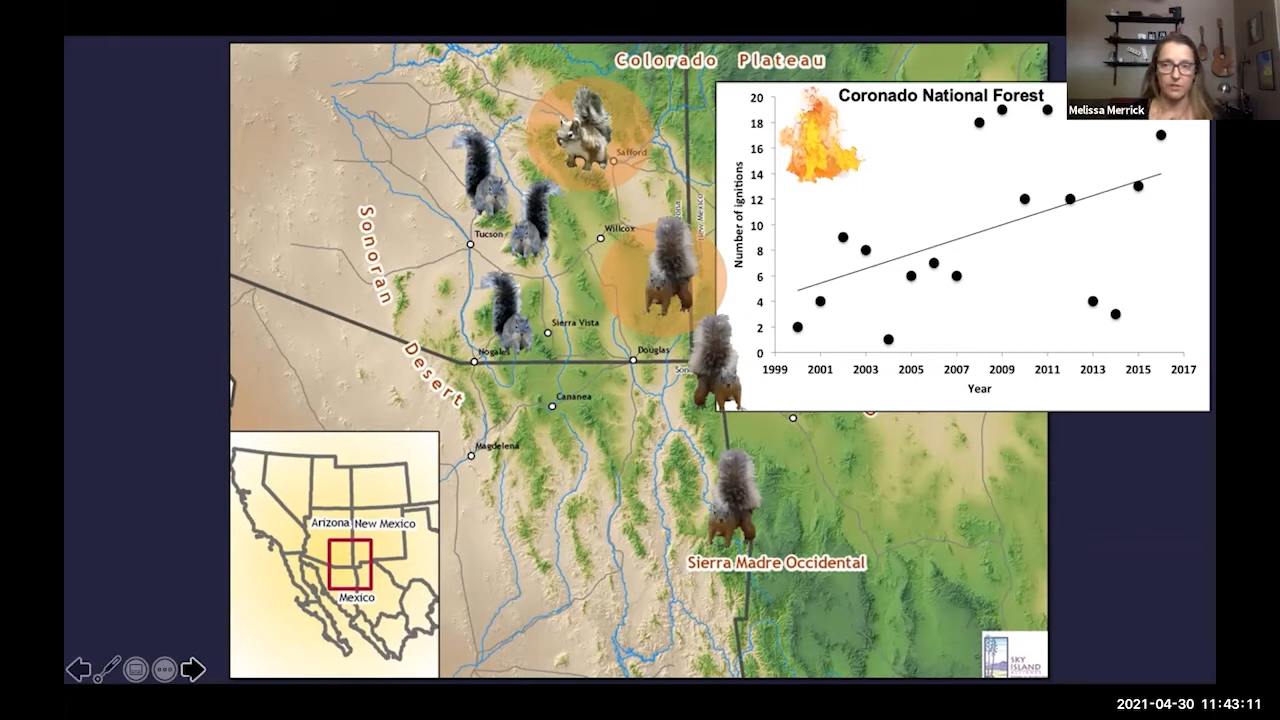 Colorado Plateau
Safford
Tucson
Willcox
New Mexico
Sierra Vista
Nogales
Douglas
Sonoran
Desert
Cananea
Magdelena
Sierra Madre Occidental
Arizona New Mexico
Mexico
SKY
ISLAND
Coronado National Forest
Number of ignitions
20
18
16
14
12
10
8
6
4
2
0
1999 2001 2003 2005 2007 2009 2011 2013 2015 2017
Year
Melissa Merrick
2021-04-30 11:43:11